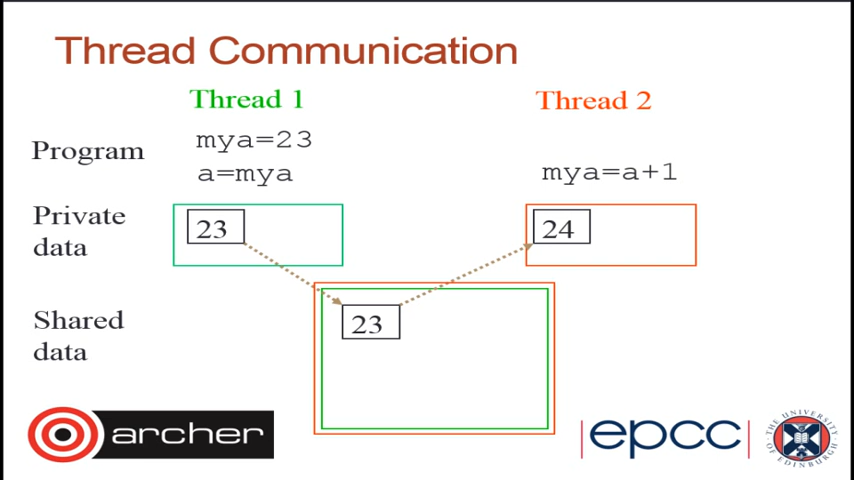 Thread Communication
Thread 1
Thread 2
Program
mya=23
a=mya
mya=a+1
Private
data
23
24
Shared
data
23
archer
epcc
THE UNIVERSITY
OF EDINBURGH